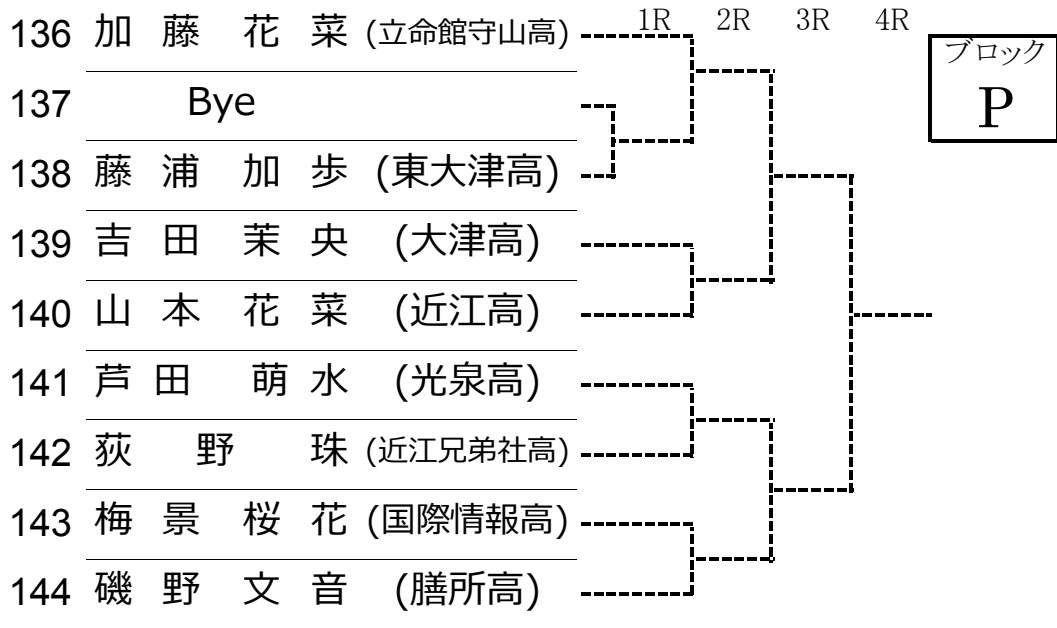 1R 2R 3R 4R
ブロック
P
136 加藤花菜 (立命館守山高)
137 Bye
138 藤浦加歩 (東大津高)
139 吉田茉央 (大津高)
140 山本花菜 (近江高)
141 芦田萌水 (光泉高)
142 荻野珠 (近江兄弟社高)
143 梅景桜花 (国際情報高)
144 磯野文音 (膳所高)